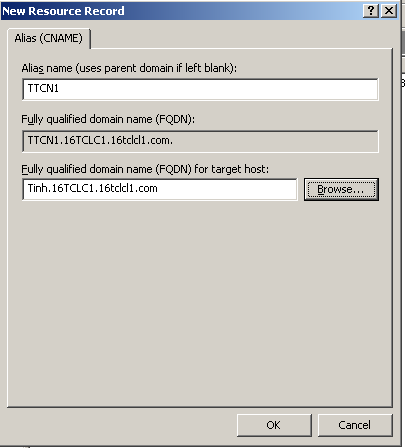 New Resource Record
Alias (CNAME)
Alias name (uses parent domain if left blank):
TTCN1
Fully qualified domain name (FQDN):
TTCN1.16TCLC1.16tclcl1.com.
Fully qualified domain name (FQDN) for target host:
Tinh.16TCLC1.16tclcl1.com
Browse...
OK
Cancel